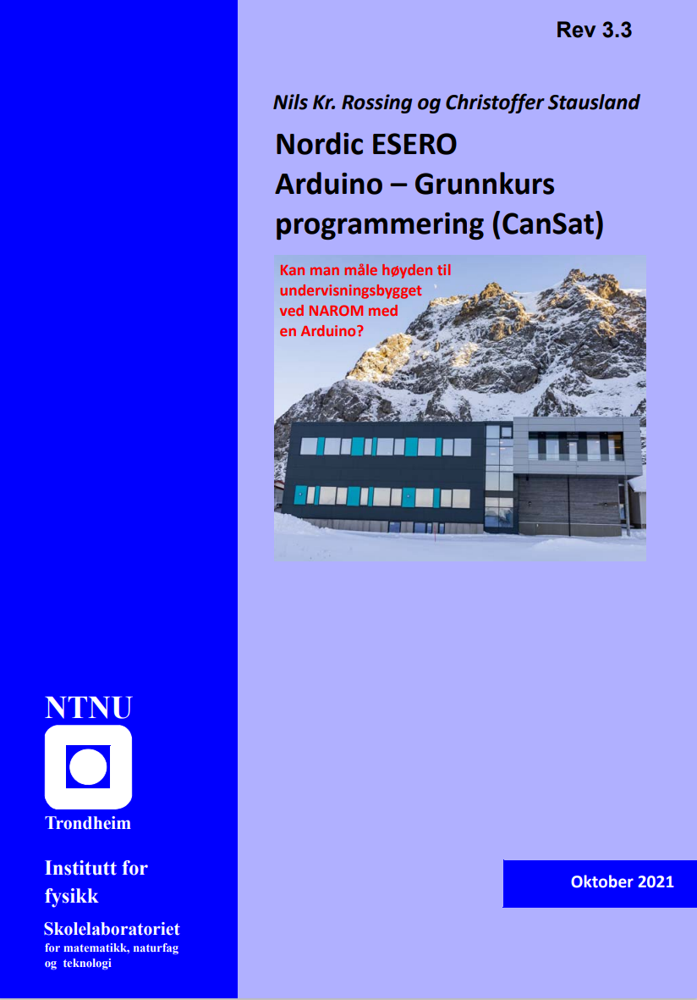 Rev 3.3
Nils Kr. Rossing og Christoffer Stausland
Nordic ESERO
Arduino – Grunnkurs
programmering (CanSat)
Kan man måle høyden til
undervisningsbygget
ved NAROM med
en Arduino?
NTNU
Trondheim
Institutt for
fysikk
Skolelaboratoriet
for matematikk, naturfag
og teknologi
Oktober 2021